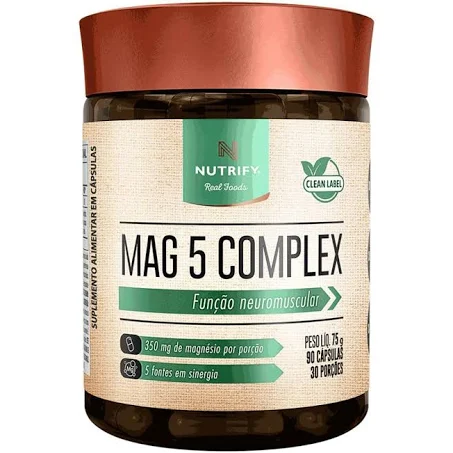 N
NUTRIFY
Real Foods
CLEAN LABEL
MAG 5 COMPLEX
Função neuromuscular
350 mg de magnésio por porção
Mg
5 fontes em sinergia
PESO LÍQ. 75 g
90 CÁPSULAS
30 PORÇÕES
SUPLEMENTO ALIMENTAR EM CÁPSULAS